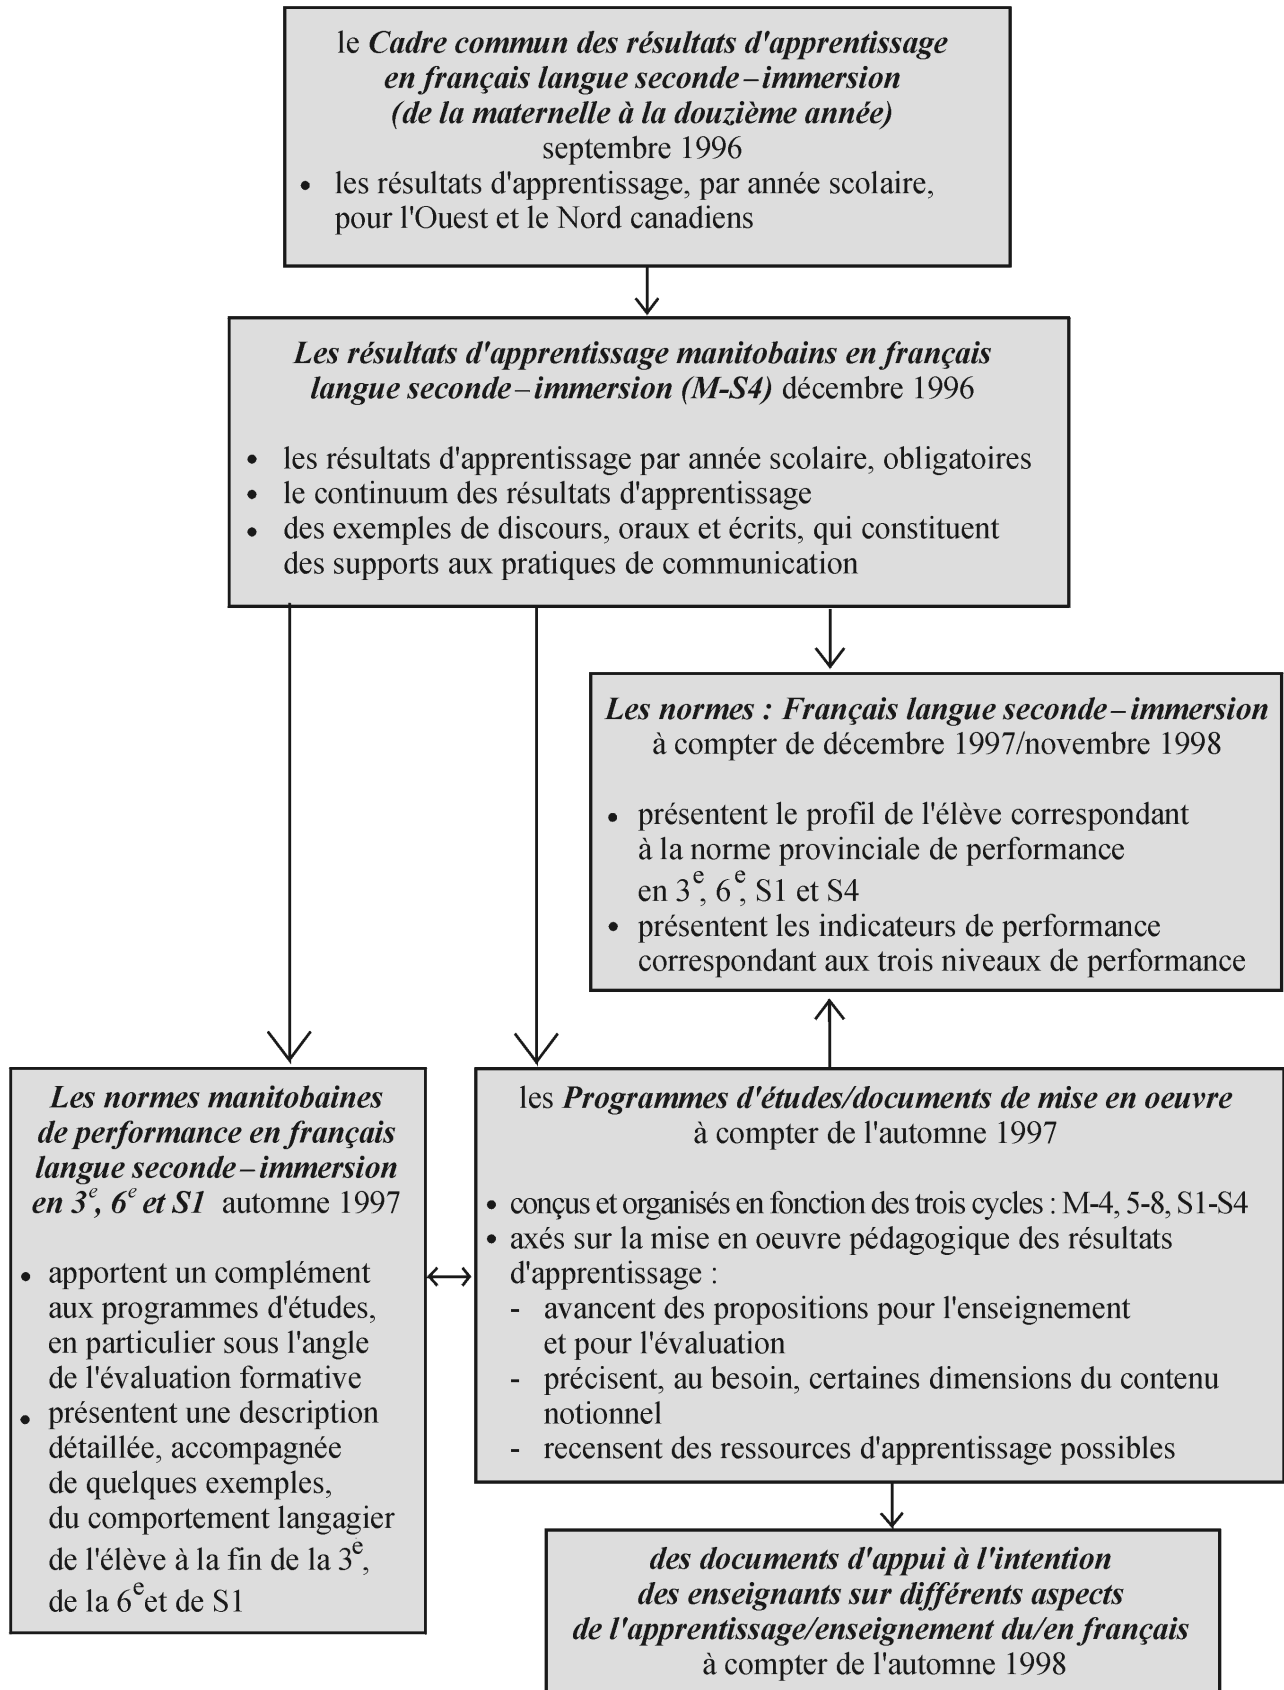 le Cadre commun des résultats d'apprentissage
en français langue seconde – immersion
(de la maternelle à la douzième année)
septembre 1996
• les résultats d'apprentissage, par année scolaire,
pour l'Ouest et le Nord canadiens
Les résultats d'apprentissage manitobains en français
langue seconde – immersion (M-S4) décembre 1996
• les résultats d'apprentissage par année scolaire, obligatoires
• le continuum des résultats d'apprentissage
• des exemples de discours, oraux et écrits, qui constituent
des supports aux pratiques de communication
Les normes : Français langue seconde – immersion
à compter de décembre 1997/novembre 1998
• présentent le profil de l'élève correspondant
à la norme provinciale de performance
en 3e, 6e, S1 et S4
• présentent les indicateurs de performance
correspondant aux trois niveaux de performance
Les normes manitobaines
de performance en français
langue seconde – immersion
en 3e, 6e et S1 automne 1997
• apportent un complément
aux programmes d'études,
en particulier sous l'angle
de l'évaluation formative
• présentent une description
détaillée, accompagnée
de quelques exemples,
du comportement langagier
de l'élève à la fin de la 3e,
de la 6e et de S1
les Programmes d'études/documents de mise en oeuvre
à compter de l'automne 1997
• conçus et organisés en fonction des trois cycles : M-4, 5-8, S1-S4
• axés sur la mise en oeuvre pédagogique des résultats
d'apprentissage :
- avancent des propositions pour l'enseignement
et pour l'évaluation
- précisent, au besoin, certaines dimensions du contenu
notionnel
- recensent des ressources d'apprentissage possibles
des documents d'appui à l'intention
des enseignants sur différents aspects
de l'apprentissage/enseignement du/en français
à compter de l'automne 1998